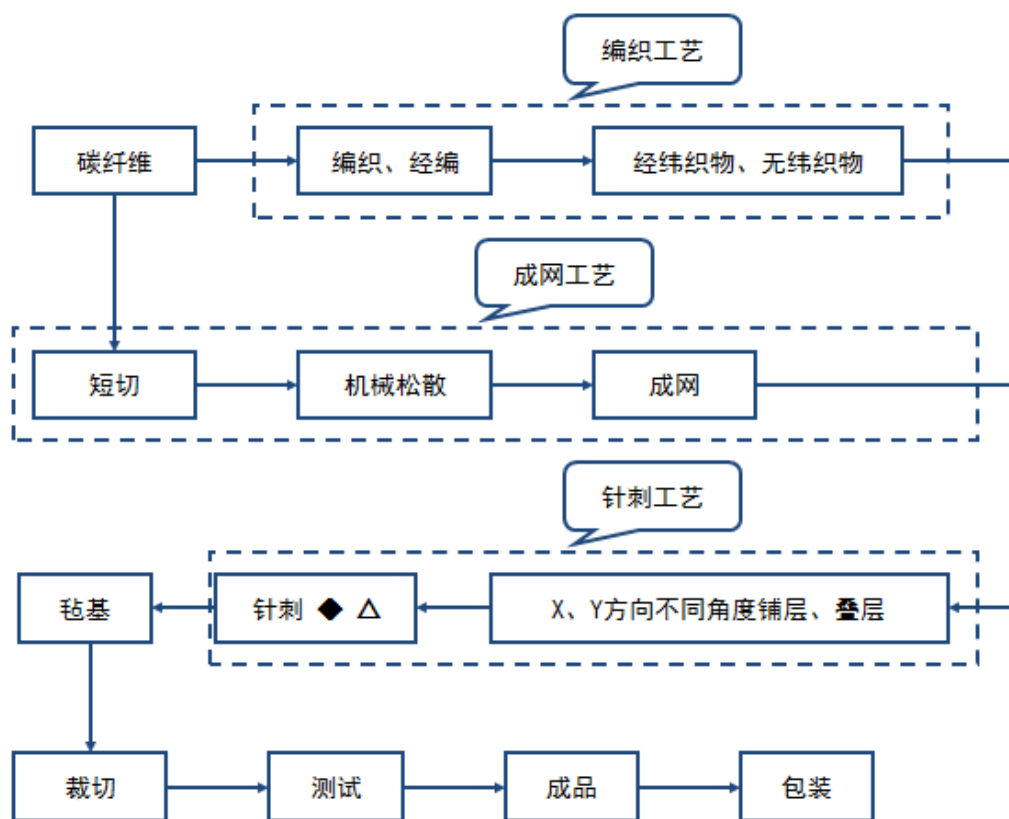 编织工艺
碳纤维
编织、经编
经纬织物、无纬织物
成网工艺
短切
机械松散
成网
针刺工艺
毡基
针刺 ◆ △
X、Y方向不同角度铺层、叠层
裁切
测试
成品
包装